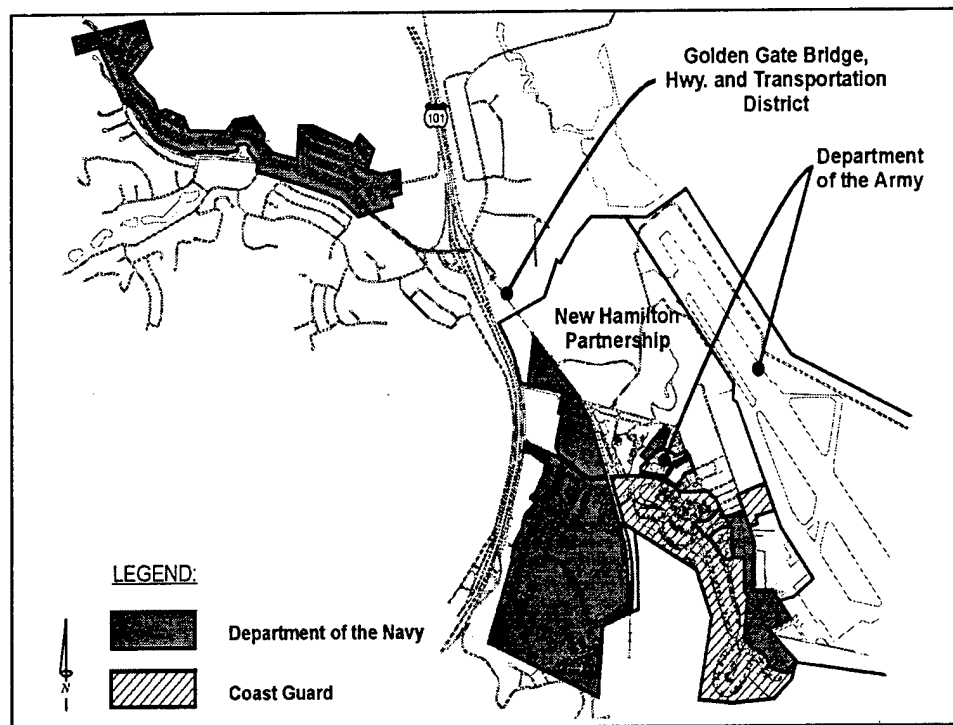 Golden Gate Bridge,
Hwy. and Transportation
District
101
Department
of the Army
New Hamilton
Partnership
LEGEND:
Department of the Navy
Coast Guard
N